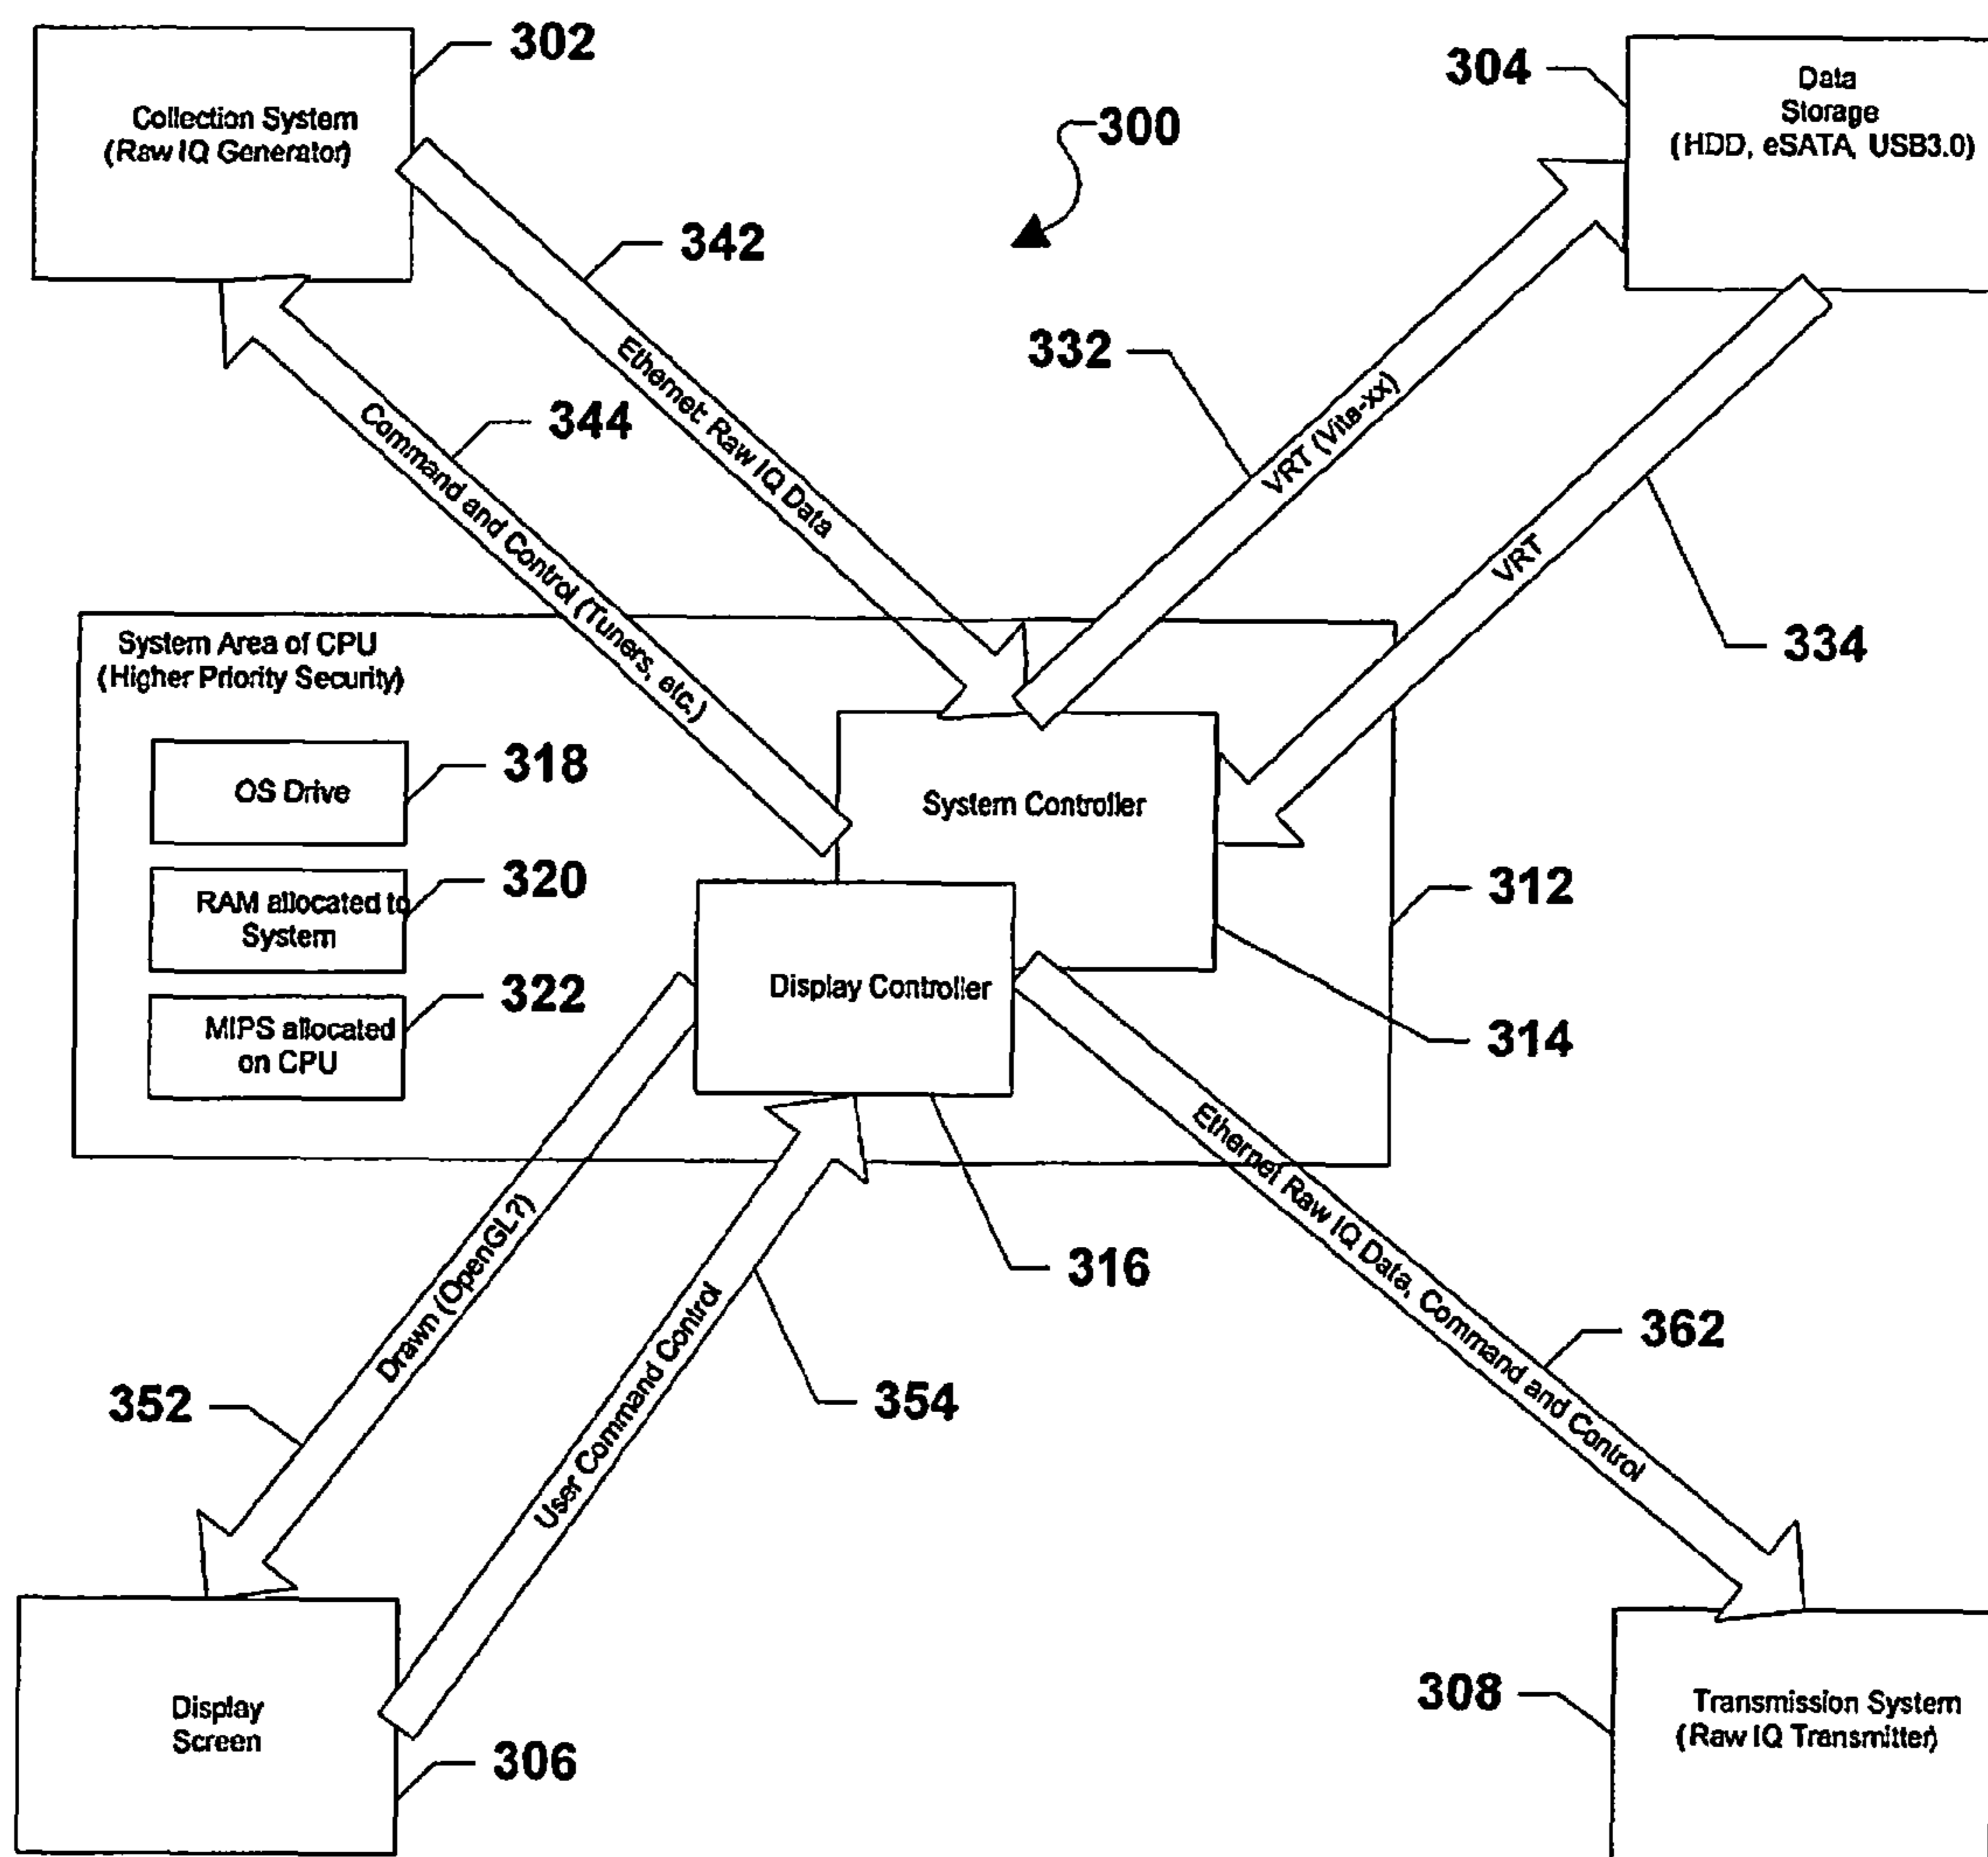 302
Collection System
(Raw IQ Generator)
304
Data
Storage
(HDD, eSATA, USB3.0)
300
342
Ethernet: Raw IQ Data
344
Command and Control (Tuners, etc.)
332
VRT (Vita-xx)
VRT
334
System Area of CPU
(Higher Priority Security)
OS Drive
318
RAM allocated to
System
320
MIPS allocated
on CPU
322
System Controller
Display Controller
312
314
316
Drawn (OpenGL?)
352
User Command Control
354
Ethernet Raw IQ Data, Command and Control
362
Display
Screen
306
308
Transmission System
(Raw IQ Transmitter)